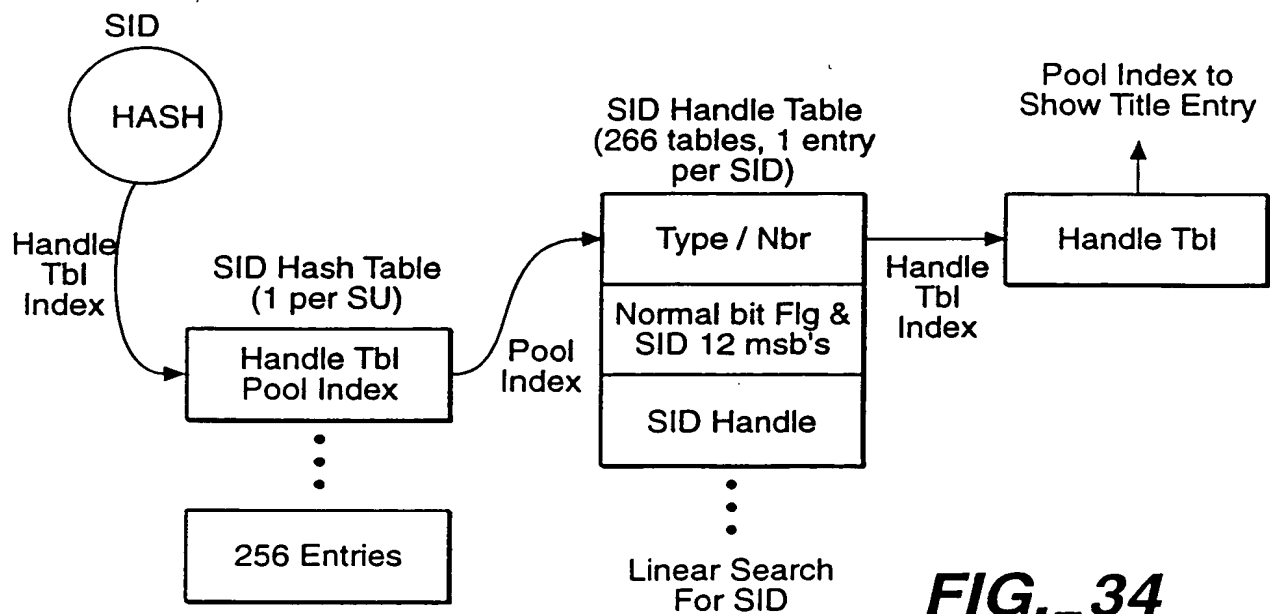 SID
HASH
Handle
Tbl
Index
SID Hash Table
(1 per SU)
Handle Tbl
Pool Index
256 Entries
Pool
Index
SID Handle Table
(266 tables, 1 entry
per SID)
Type / Nbr
Normal bit Flg &
SID 12 msb's
SID Handle
Linear Search
For SID
Handle
Tbl
Index
Pool Index to
Show Title Entry
Handle Tbl
FIG._34